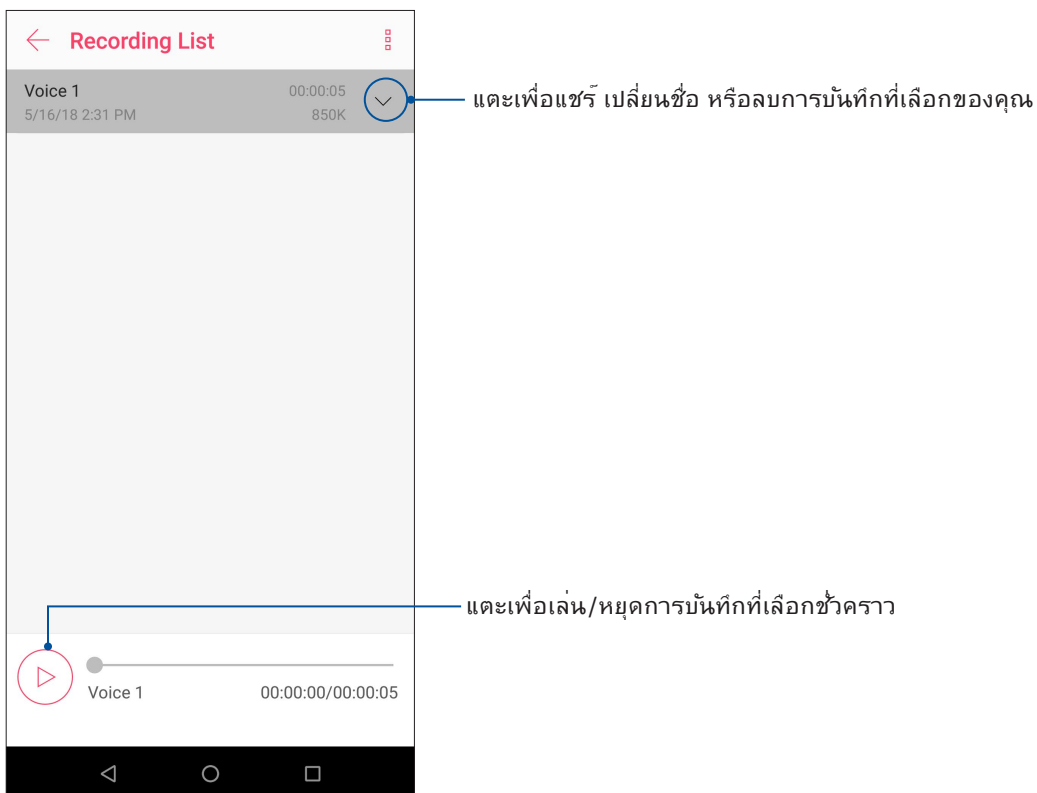 Recording List
Voice 1 00:00:05
แตะเพื่อแชร์ เปลี่ยนชื่อ หรือลบการบันทึกที่เลือกของคุณ
5/16/18 2:31 PM 850K
แตะเพื่อเล่น/หยุดการบันทึกที่เลือกชั่วคราว
Voice 1 00:00:00/00:00:05